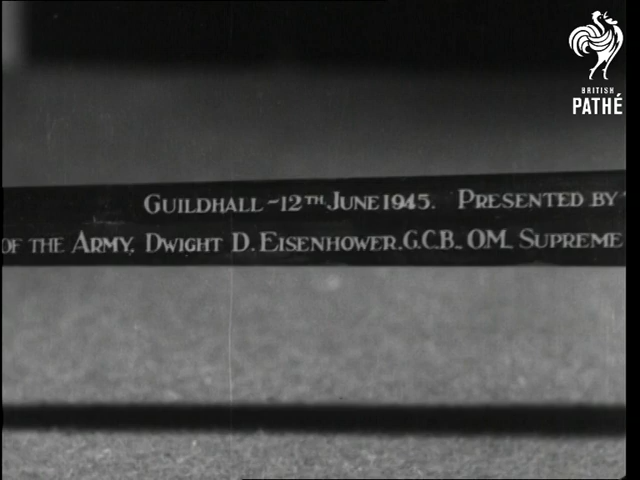 BRITISH
PATHÉ
GUILDHALL - 12TH JUNE 1945. PRESENTED BY
OF THE ARMY, DWIGHT D. EISENHOWER. G.C.B. O.M. SUPREME